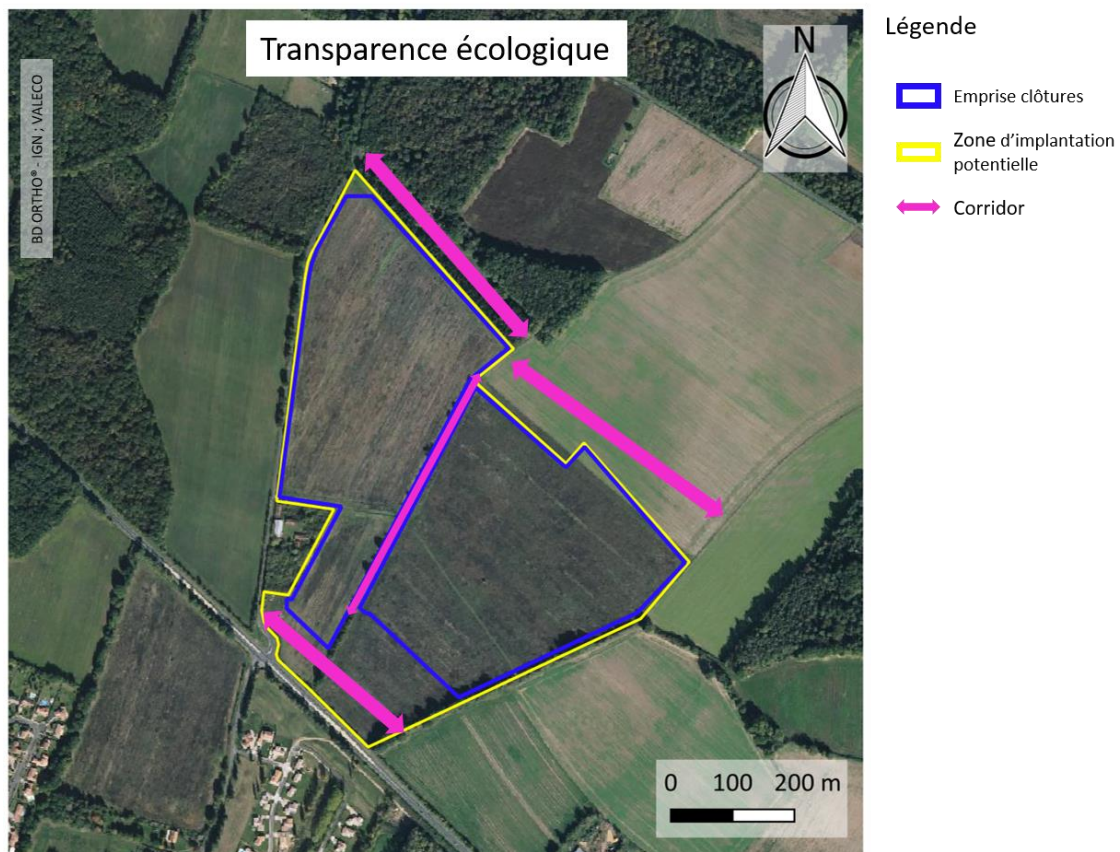 Transparence écologique
N
BD ORTHO® - IGN ; VALECO
0 100 200 m
Légende
Emprise clôtures
Zone d'implantation
potentielle
Corridor